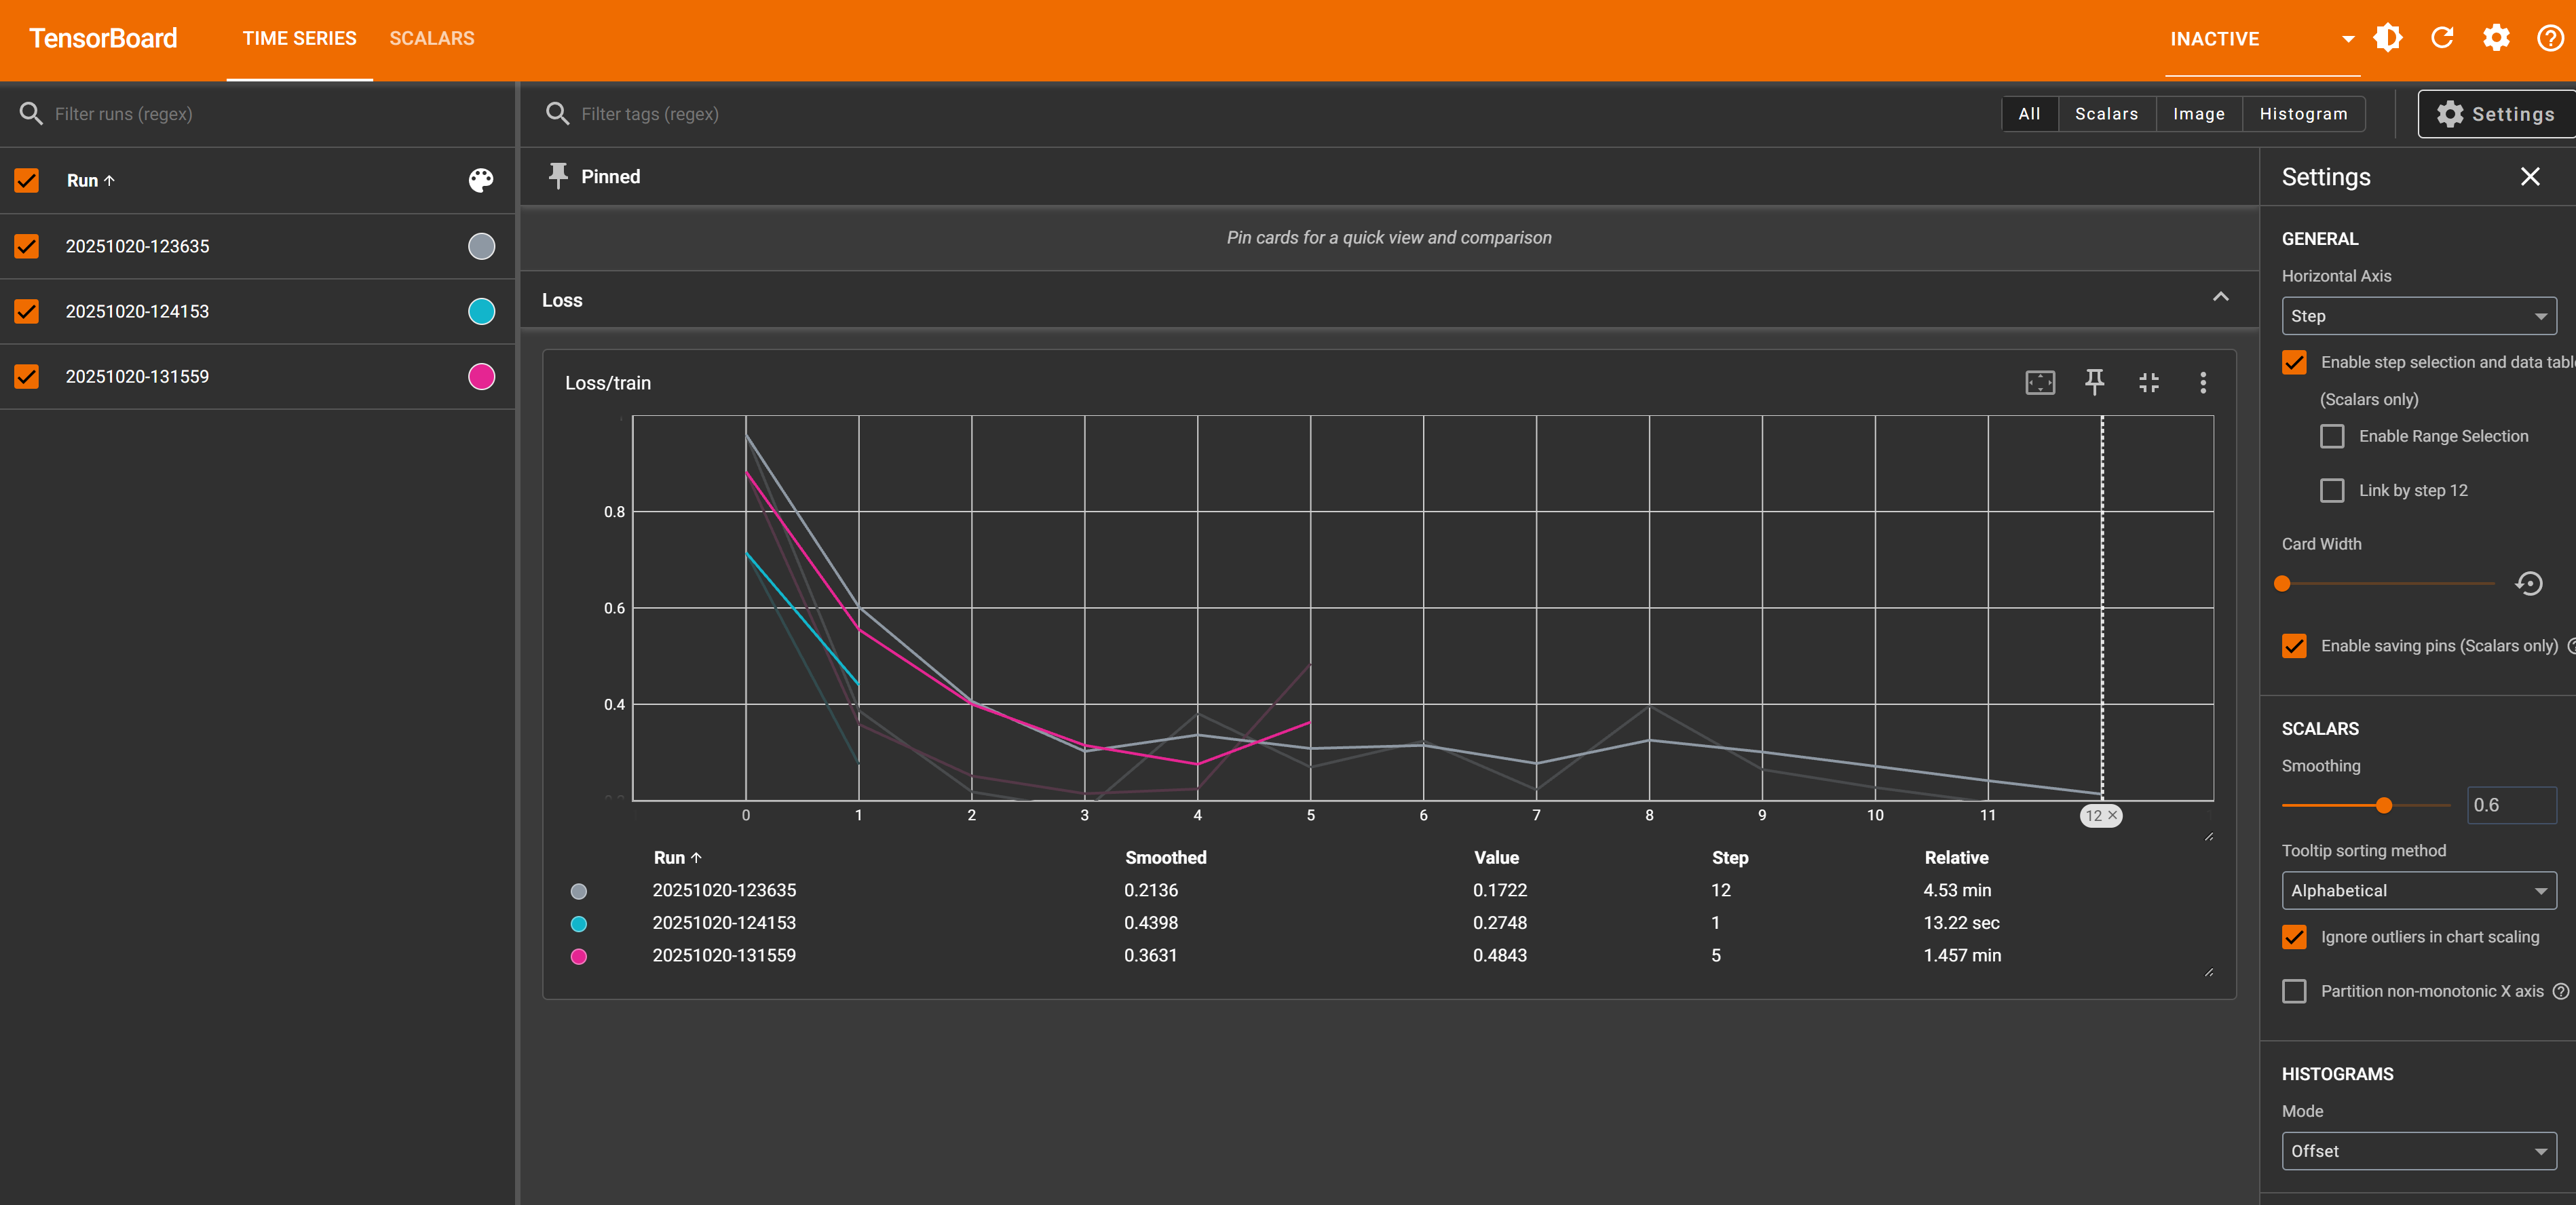 TensorBoard TIME SERIES SCALARS INACTIVE
Filter runs (regex)
Run
20251020-123635
20251020-124153
20251020-131559
Filter tags (regex) All Scalars Image Histogram Settings
Pinned
Pin cards for a quick view and comparison
Loss
Loss/train
0.8
0.6
0.4
0 1 2 3 4 5 6 7 8 9 10 11 12
Run Smoothed Value Step Relative
20251020-123635 0.2136 0.1722 12 4.53 min
20251020-124153 0.4398 0.2748 1 13.22 sec
20251020-131559 0.3631 0.4843 5 1.457 min
Settings
GENERAL
Horizontal Axis
Step
Enable step selection and data
(Scalars only)
Enable Range Selection
Link by step 12
Card Width
Enable saving pins (Scalars only)
SCALARS
Smoothing
0.6
Tooltip sorting method
Alphabetical
Ignore outliers in chart scaling
Partition non-monotonic X axis
HISTOGRAMS
Mode
Offset